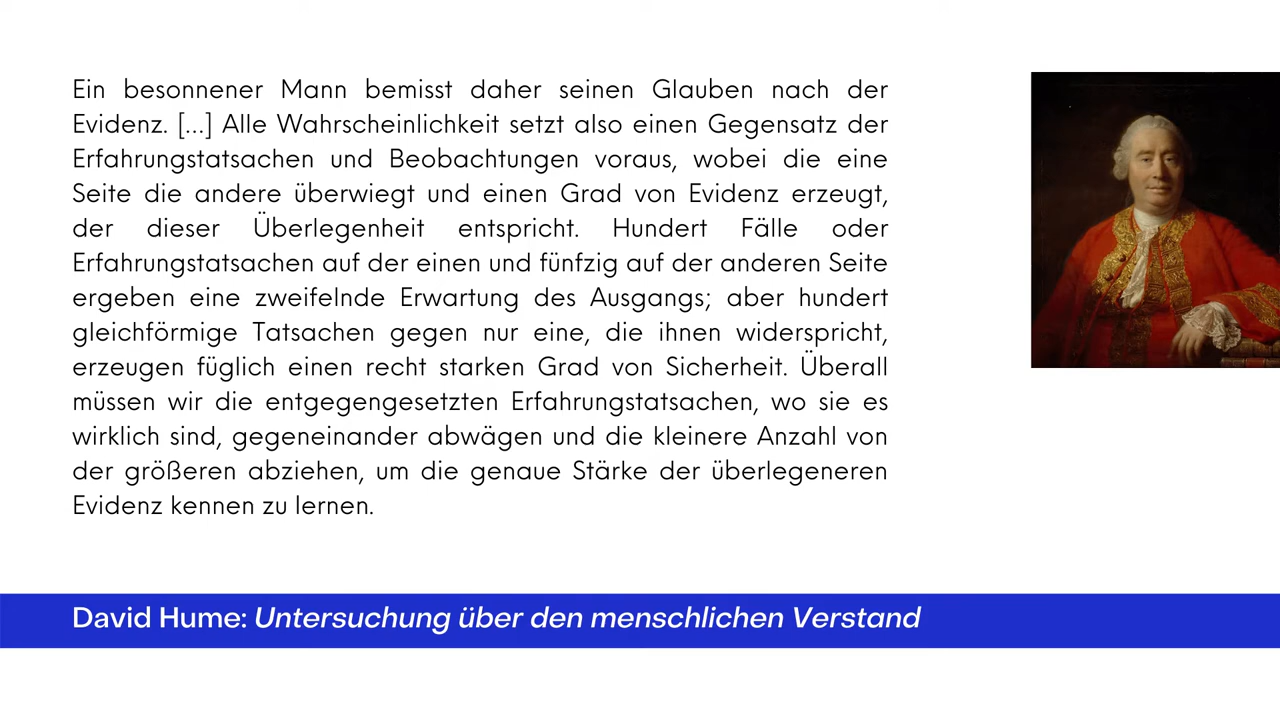 Ein besonnener Mann bemisst daher seinen Glauben nach der
Evidenz. [...] Alle Wahrscheinlichkeit setzt also einen Gegensatz der
Erfahrungstatsachen und Beobachtungen voraus, wobei die eine
Seite die andere überwiegt und einen Grad von Evidenz erzeugt,
der dieser Überlegenheit entspricht. Hundert Fälle oder
Erfahrungstatsachen auf der einen und fünfzig auf der anderen Seite
ergeben eine zweifelnde Erwartung des Ausgangs; aber hundert
gleichförmige Tatsachen gegen nur eine, die ihnen widerspricht,
erzeugen füglich einen recht starken Grad von Sicherheit. Überall
müssen wir die entgegengesetzten Erfahrungstatsachen, wo sie es
wirklich sind, gegeneinander abwägen und die kleinere Anzahl von
der größeren abziehen, um die genaue Stärke der überlegeneren
Evidenz kennen zu lernen.
David Hume: Untersuchung über den menschlichen Verstand